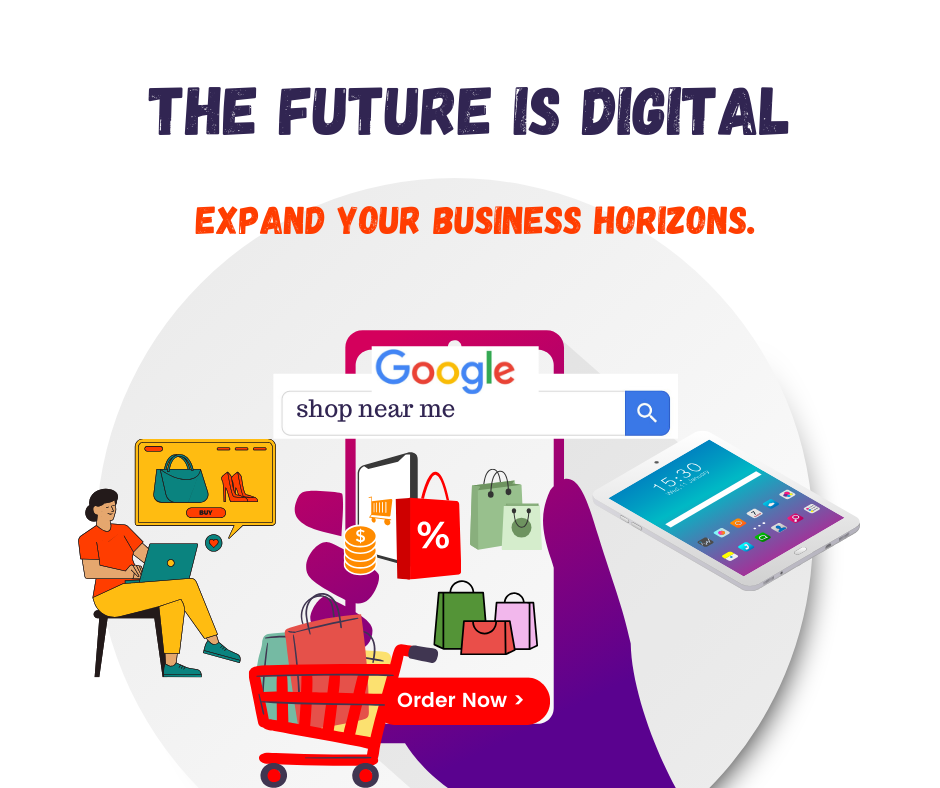 THE FUTURE IS DIGITAL
EXPAND YOUR BUSINESS HORIZONS.
Google
shop near me
15:30
BUY
$
%
Order Now >